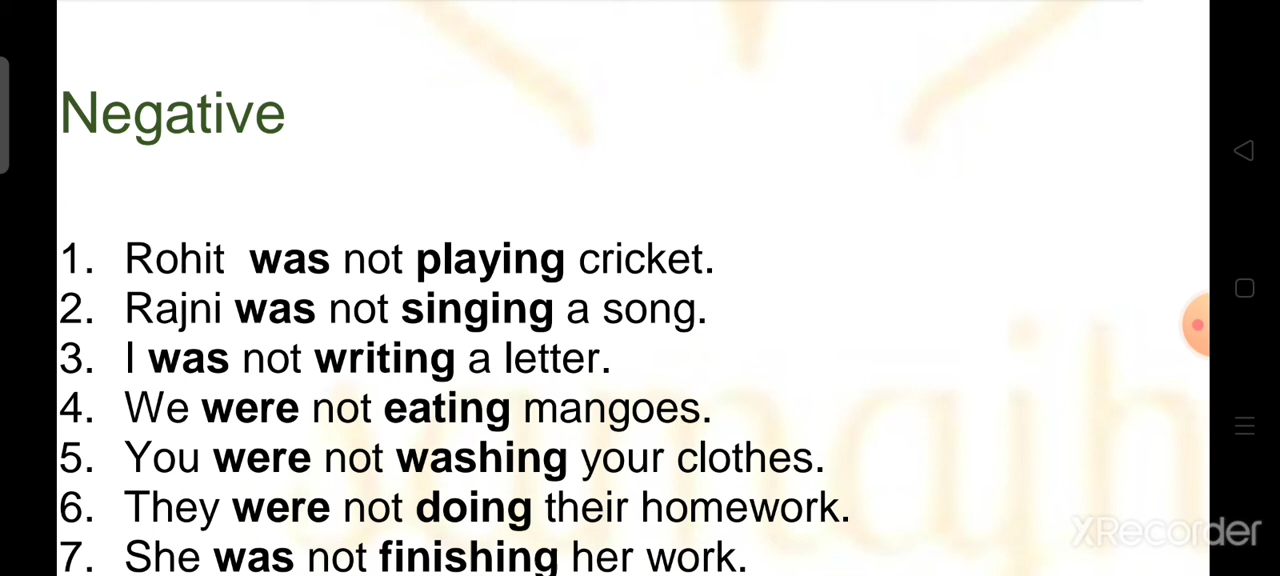 Negative
1. Rohit was not playing cricket.
2. Rajni was not singing a song.
3. I was not writing a letter.
4. We were not eating mangoes.
5. You were not washing your clothes.
6. They were not doing their homework.
7. She was not finishing her work.
XRecorder